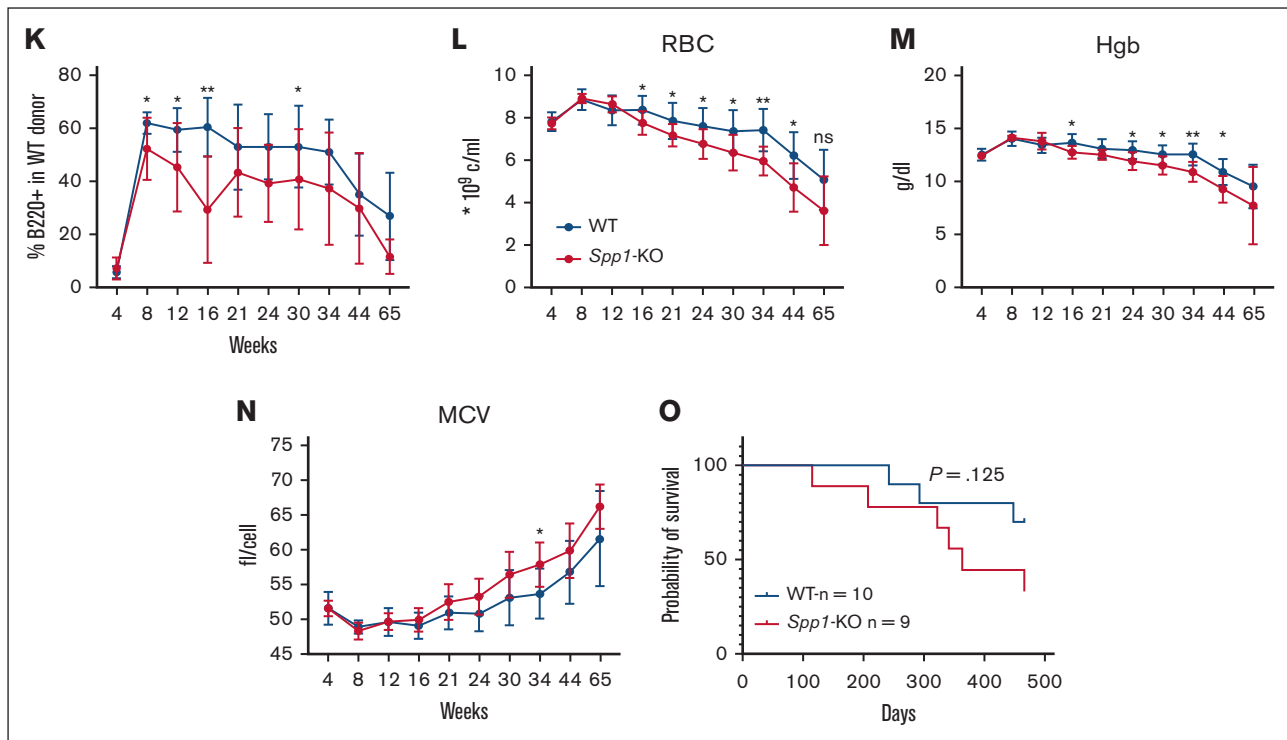 K
% B220+ in WT donor
80
60
40
20
0
* * ** *
4 8 12 16 21 24 30 34 44 65
Weeks
L
RBC
* 10⁹ c/ml
10
8
6
4
2
0
* * * * ** * ns
WT
Spp1-KO
4 8 12 16 21 24 30 34 44 65
M
Hgb
g/dl
20
15
10
5
0
* * * ** *
4 8 12 16 21 24 30 34 44 65
N
MCV
fl/cell
75
70
65
60
55
50
45
*
4 8 12 16 21 24 30 34 44 65
Weeks
O
Probability of survival
100
50
0
P = .125
WT-n = 10
Spp1-KO n = 9
0 100 200 300 400 500
Days